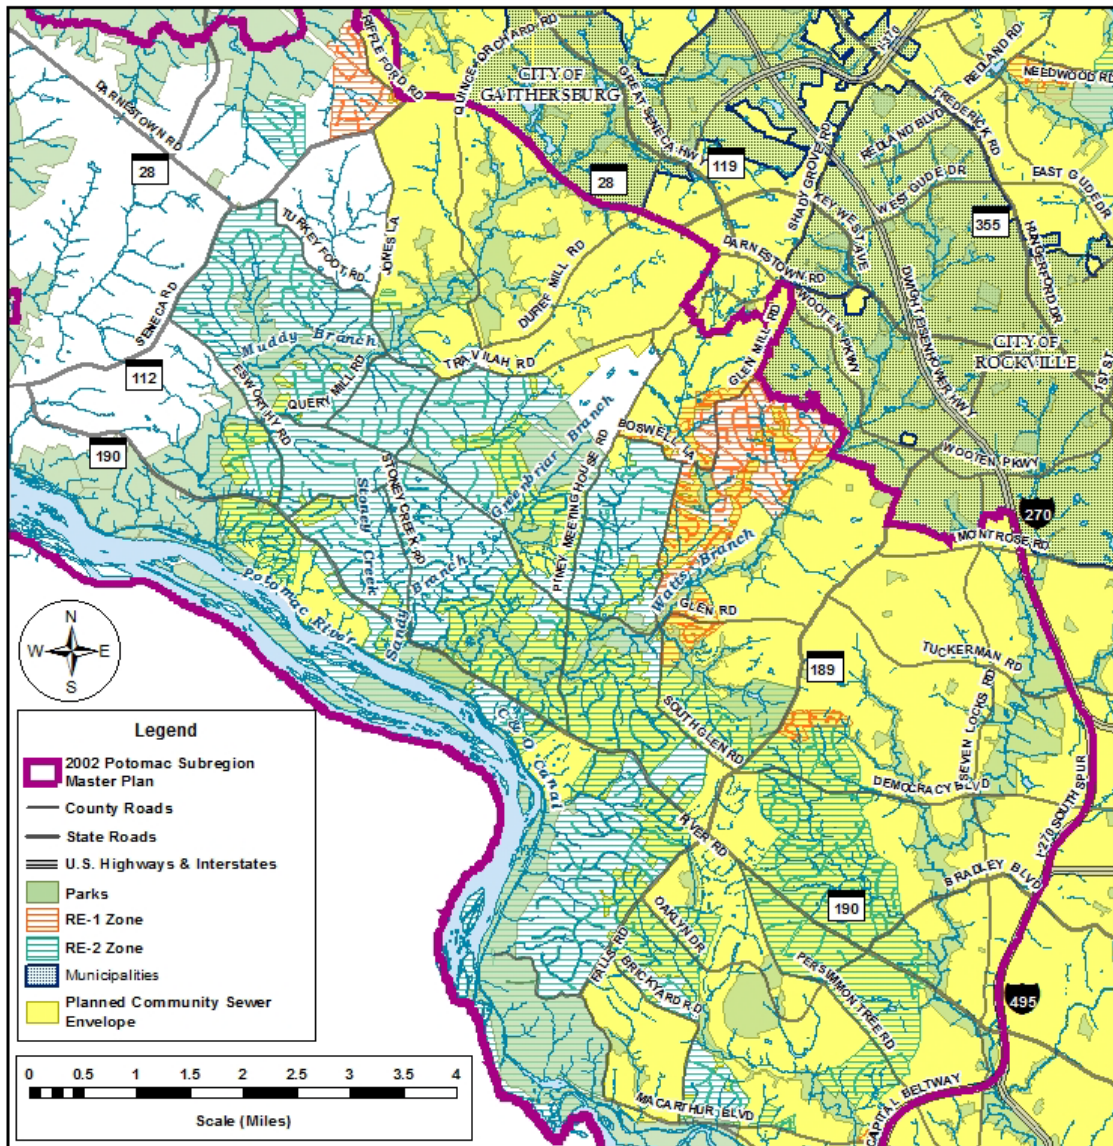 RIFFLE FORD RD
QUINCE ORCHARD RD
I-270
REDLAND RD
NEEDWOOD RD
CITY OF
GAITHERSBURG
GREAT SENECA HWY
FREDERICK RD
REDLAND BLVD
DARNESTOWN RD
28
119
28
SHADY GROVE RD
WEST GUDE DR
EAST GUDE DR
KEY WEST AVE
355
HUNGERFORD DR
TURKEY FOOT RD
JONES LA
DUFIEF MILL RD
DARNESTOWN RD
DWIGHT EISENHOWER HWY
SENECA RD
WOOTEN PKWY
GLEN MILL RD
CITY OF
ROCKVILLE
1ST ST
Muddy Branch
TRAVILAH RD
112
QUERY MILL RD
ESWORTHY RD
BOSWELL LA
190
Greenbriar Branch
PINEY MEETING HOUSE RD
WOOTEN PKWY
STONEY CREEK RD
Stoney Creek
270
MONTROSE RD
Sandy Branch
Watts Branch
Potomac River
GLEN RD
N
W
E
S
189
TUCKERMAN RD
SEVEN LOCKS RD
SOUTH GLEN RD
C & O Canal
DEMOCRACY BLVD
I-270 SOUTH SPUR
RIVER RD
BRADLEY BLVD
190
OAKLYN DR
FALLS RD
BRICKYARD RD
PERSIMMON TREE RD
495
MACARTHUR BLVD
CAPITAL BELTWAY
Legend
2002 Potomac Subregion
Master Plan
County Roads
State Roads
U.S. Highways & Interstates
Parks
RE-1 Zone
RE-2 Zone
Municipalities
Planned Community Sewer
Envelope
0 0.5 1 1.5 2 2.5 3 3.5 4
Scale (Miles)